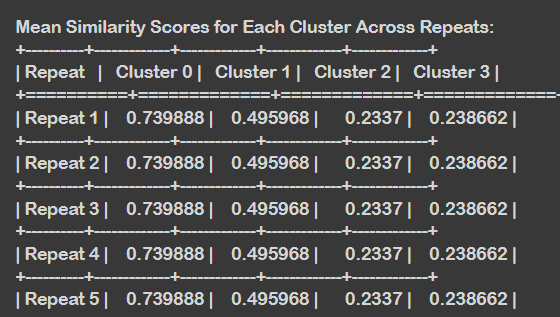 Mean Similarity Scores for Each Cluster Across Repeats:
+----------+-------------+-------------+-------------+-------------+
| Repeat | Cluster 0 | Cluster 1 | Cluster 2 | Cluster 3 |
+==========+=============+=============+=============+=============
| Repeat 1 | 0.739888 | 0.495968 | 0.2337 | 0.238662 |
+----------+-------------+-------------+-------------+-------------+
| Repeat 2 | 0.739888 | 0.495968 | 0.2337 | 0.238662 |
+----------+-------------+-------------+-------------+-------------+
| Repeat 3 | 0.739888 | 0.495968 | 0.2337 | 0.238662 |
+----------+-------------+-------------+-------------+-------------+
| Repeat 4 | 0.739888 | 0.495968 | 0.2337 | 0.238662 |
+----------+-------------+-------------+-------------+-------------+
| Repeat 5 | 0.739888 | 0.495968 | 0.2337 | 0.238662 |